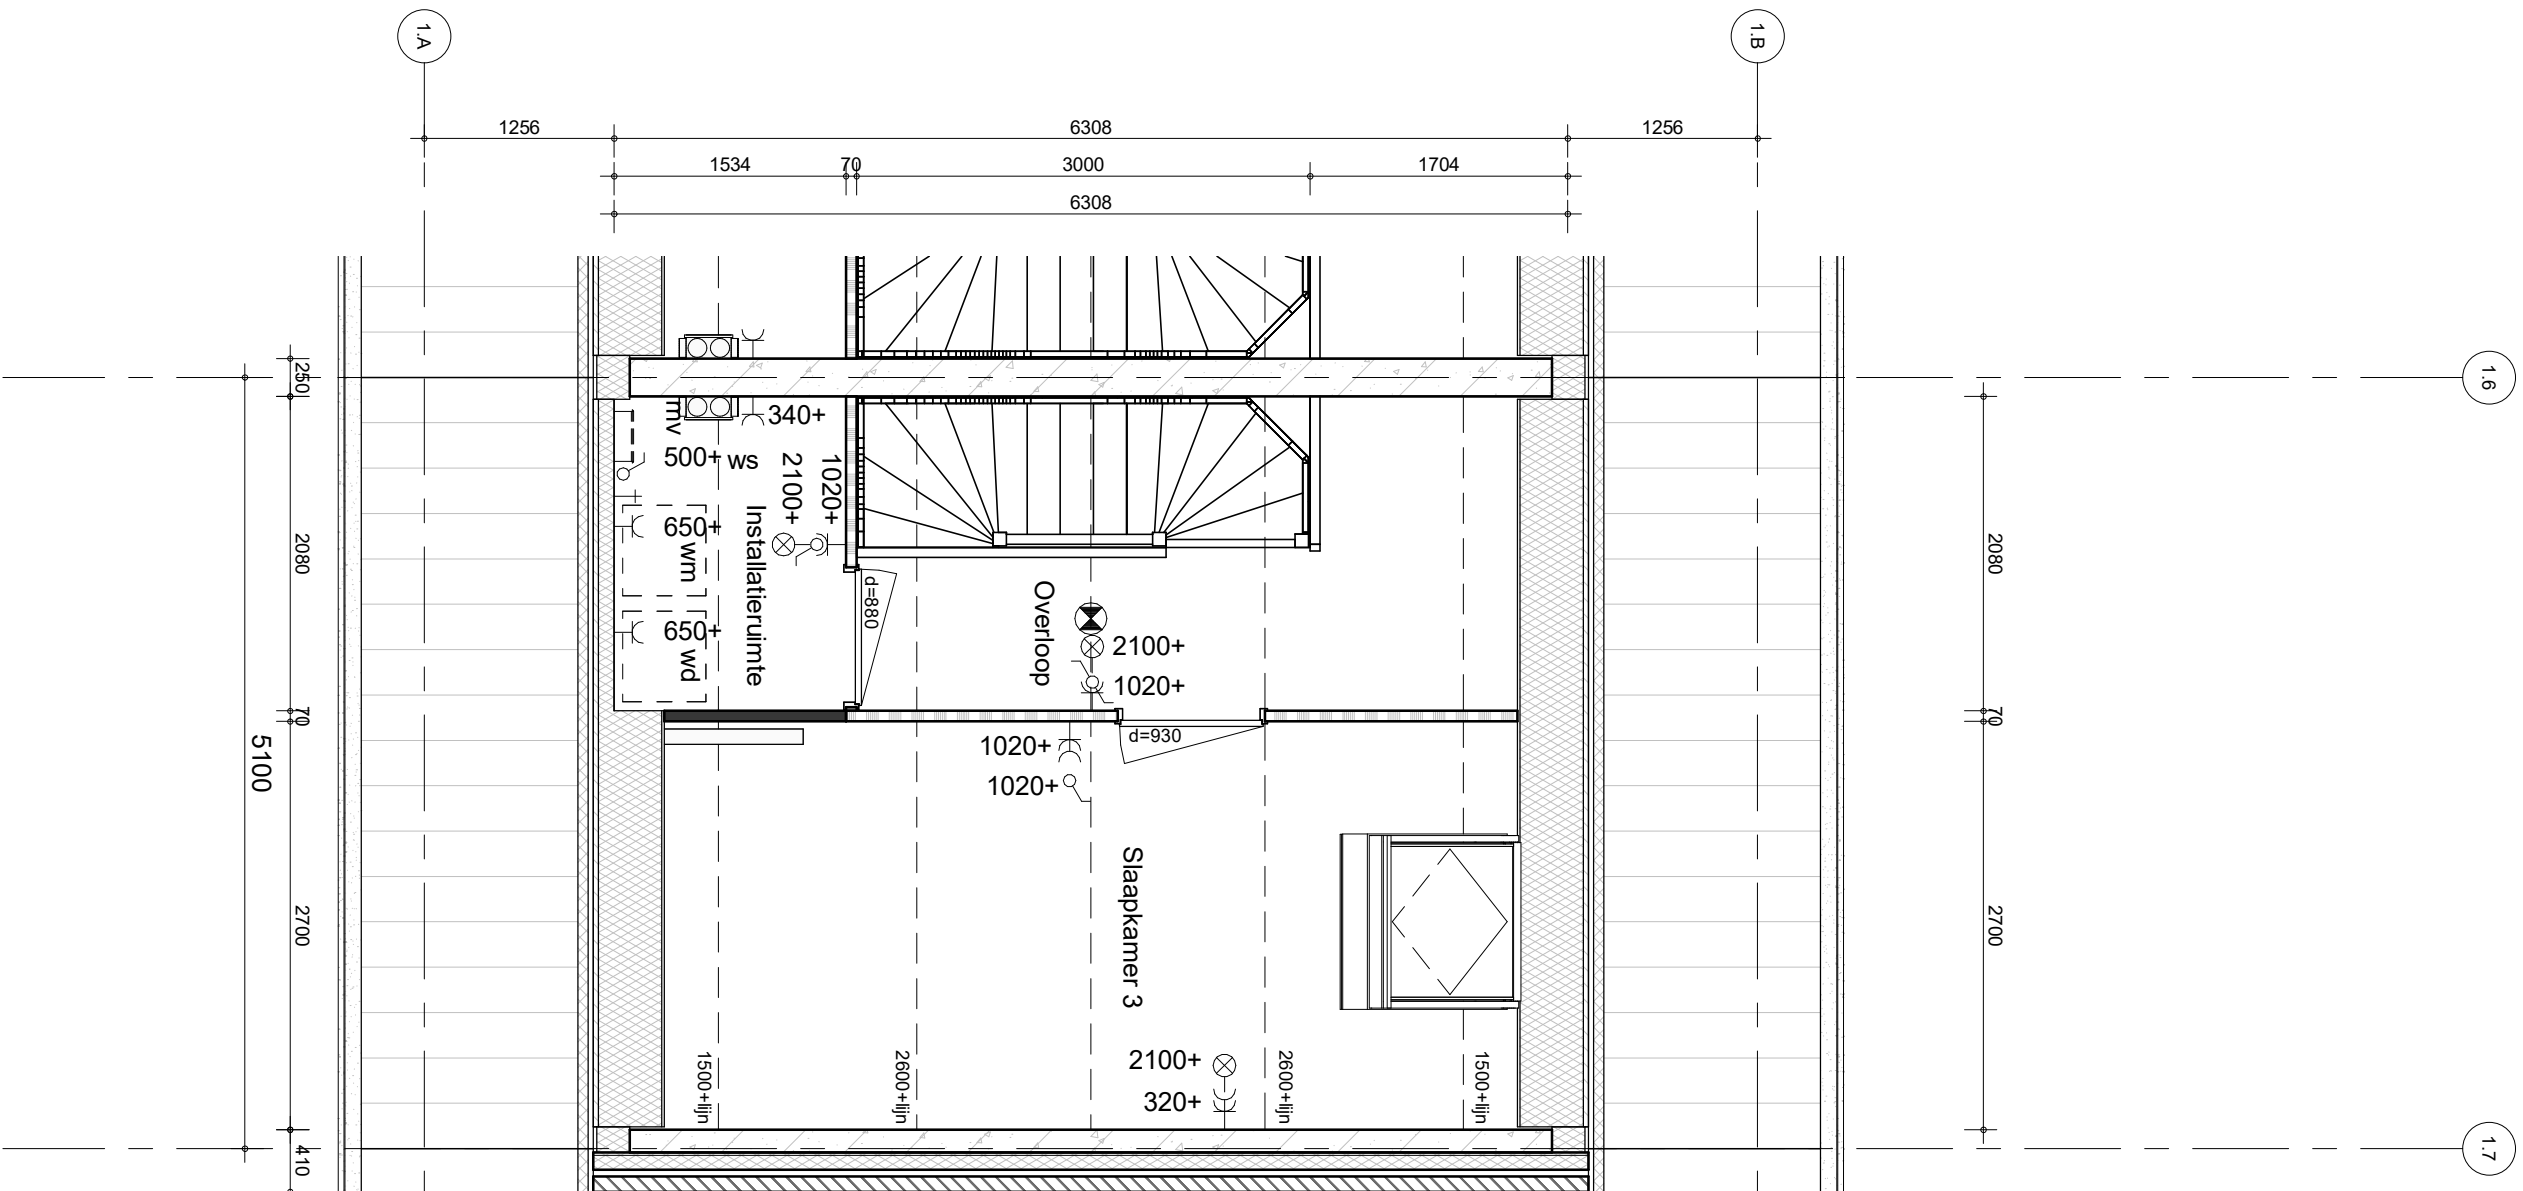 1.A
1.B
1256
6308
1256
1534
70
3000
1704
6308
1.6
250
mv
340+
500+
ws
2100+
1020+
650+
wm
Installatieruimte
2080
2080
d=880
Overloop
650+
wd
2100+
1020+
70
70
5100
1020+
d=930
1020+
Slaapkamer 3
2700
2700
1500+lijn
2600+lijn
2100+
320+
2600+lijn
1500+lijn
410
1.7